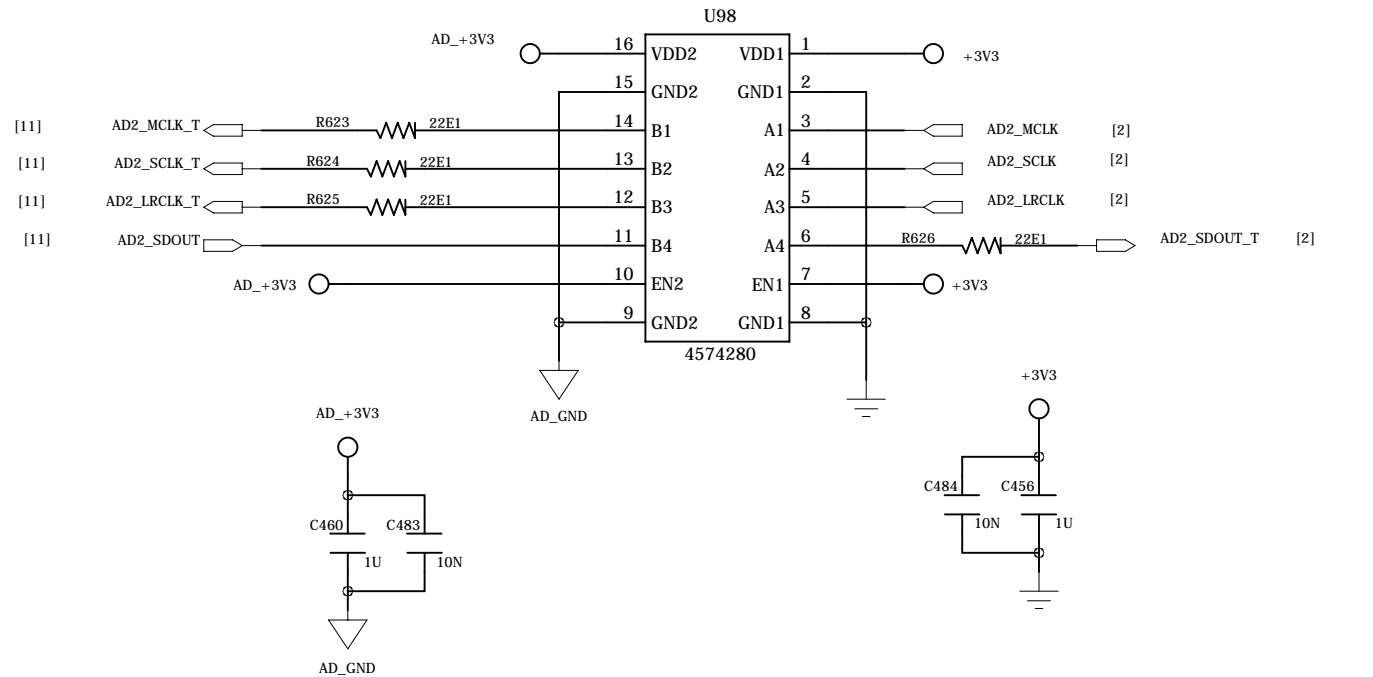 U98
AD_+3V3 16 VDD2 VDD1 1 +3V3
15 GND2 GND1 2
[11] AD2_MCLK_T R623 22E1 14 B1 A1 3 AD2_MCLK [2]
[11] AD2_SCLK_T R624 22E1 13 B2 A2 4 AD2_SCLK [2]
[11] AD2_LRCLK_T R625 22E1 12 B3 A3 5 AD2_LRCLK [2]
[11] AD2_SDOUT 11 B4 A4 6 R626 22E1 AD2_SDOUT_T [2]
AD_+3V3 10 EN2 EN1 7 +3V3
9 GND2 GND1 8
4574280
AD_GND
+3V3
AD_+3V3
C484 C456
10N 1U
C460 C483
1U 10N
AD_GND